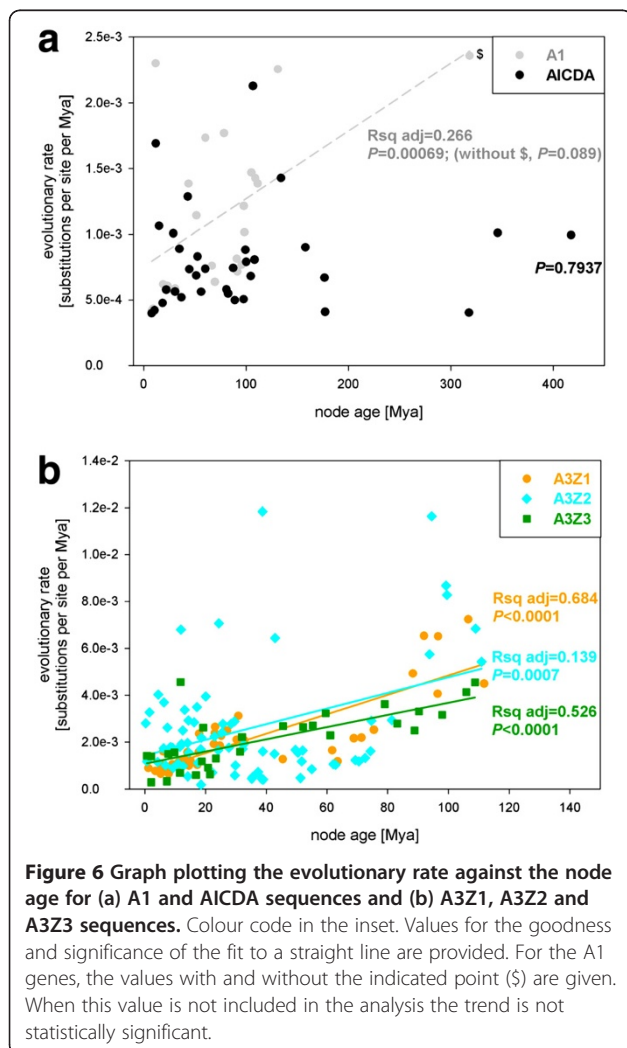 a
2.5e-3
2.0e-3
1.5e-3
1.0e-3
5.0e-4
0.0
evolutionary rate
[substitutions per site per Mya]
$
A1
AICDA
Rsq adj=0.266
P=0.00069; (without $, P=0.089)
P=0.7937
0 100 200 300 400
node age [Mya]
b
1.4e-2
1.2e-2
1.0e-2
8.0e-3
6.0e-3
4.0e-3
2.0e-3
0.0
evolutionary rate
[substitutions per site per Mya]
A3Z1
A3Z2
A3Z3
Rsq adj=0.684
P<0.0001
Rsq adj=0.139
P=0.0007
Rsq adj=0.526
P<0.0001
0 20 40 60 80 100 120 140
node age [Mya]
Figure 6 Graph plotting the evolutionary rate against the node
age for (a) A1 and AICDA sequences and (b) A3Z1, A3Z2 and
A3Z3 sequences. Colour code in the inset. Values for the goodness
and significance of the fit to a straight line are provided. For the A1
genes, the values with and without the indicated point ($) are given.
When this value is not included in the analysis the trend is not
statistically significant.